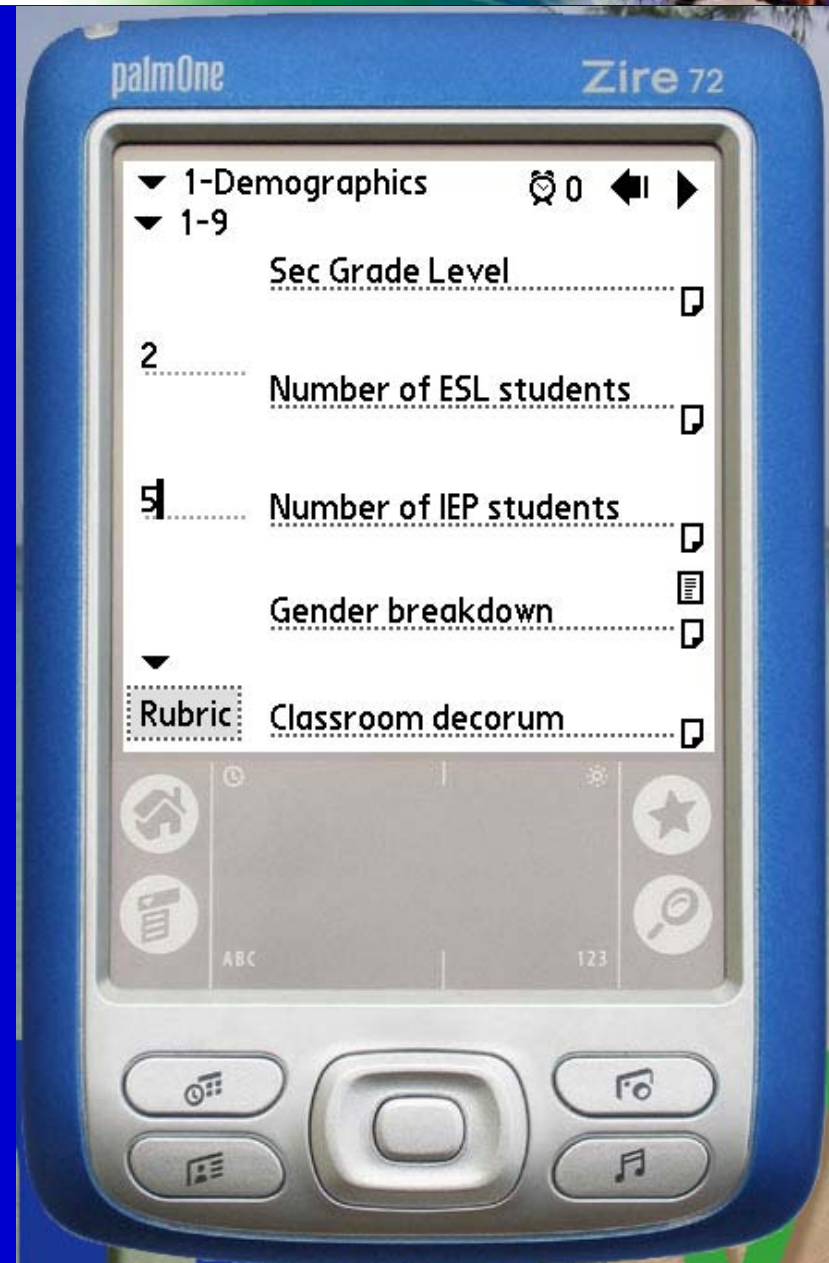 palmOne Zire 72
1-Demographics 0
1-9
Sec Grade Level
2
Number of ESL students
5 Number of IEP students
Gender breakdown
Rubric Classroom decorum
ABC 123